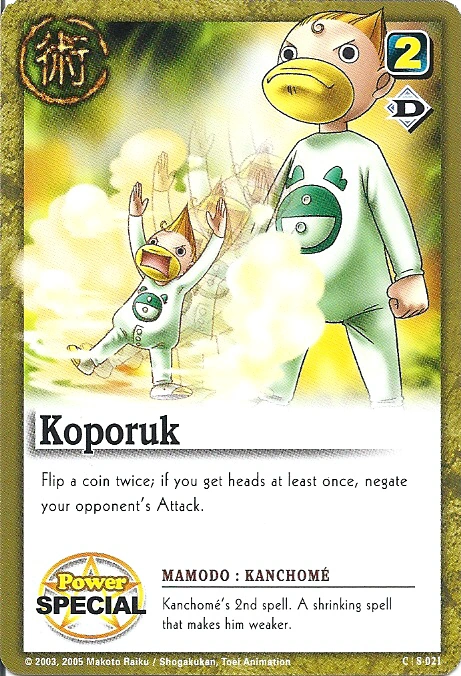 術
2
D
Koporuk
Flip a coin twice; if you get heads at least once, negate
your opponent's Attack.
Power
SPECIAL
MAMODO : KANCHOMÉ
Kanchomé's 2nd spell. A shrinking spell
that makes him weaker.
© 2003, 2005 Makoto Raiku / Shogakukan, Toei Animation
C | S-021